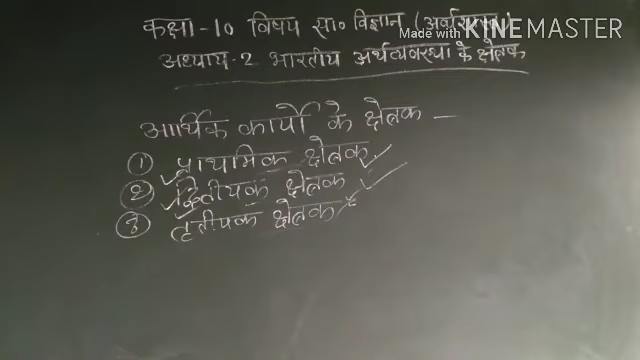 कक्षा-10 विषय सा० विज्ञान (अर्थशास्त्र)
Made with KINEMASTER
अध्याय-2 भारतीय अर्थव्यवस्था के क्षेत्रक
आर्थिक कार्यों के क्षेत्रक —
① प्राथमिक क्षेत्रक
② द्वितीयक क्षेत्रक
③ तृतीयक क्षेत्रक